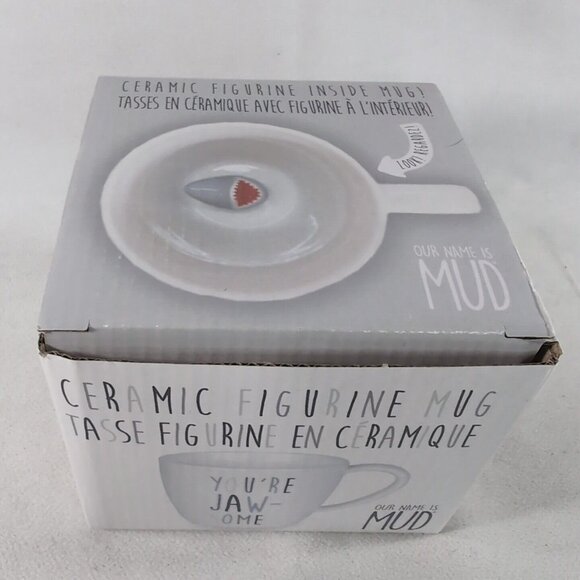 CERAMIC FIGURINE INSIDE MUG!
TASSES EN CÉRAMIQUE AVEC FIGURINE À L'INTÉRIEUR!
LOOK! REGARDEZ!
OUR NAME IS
MUD
CERAMIC FIGURINE MUG
TASSE FIGURINE EN CÉRAMIQUE
YOU'RE
JAW-
OME
OUR NAME IS
MUD